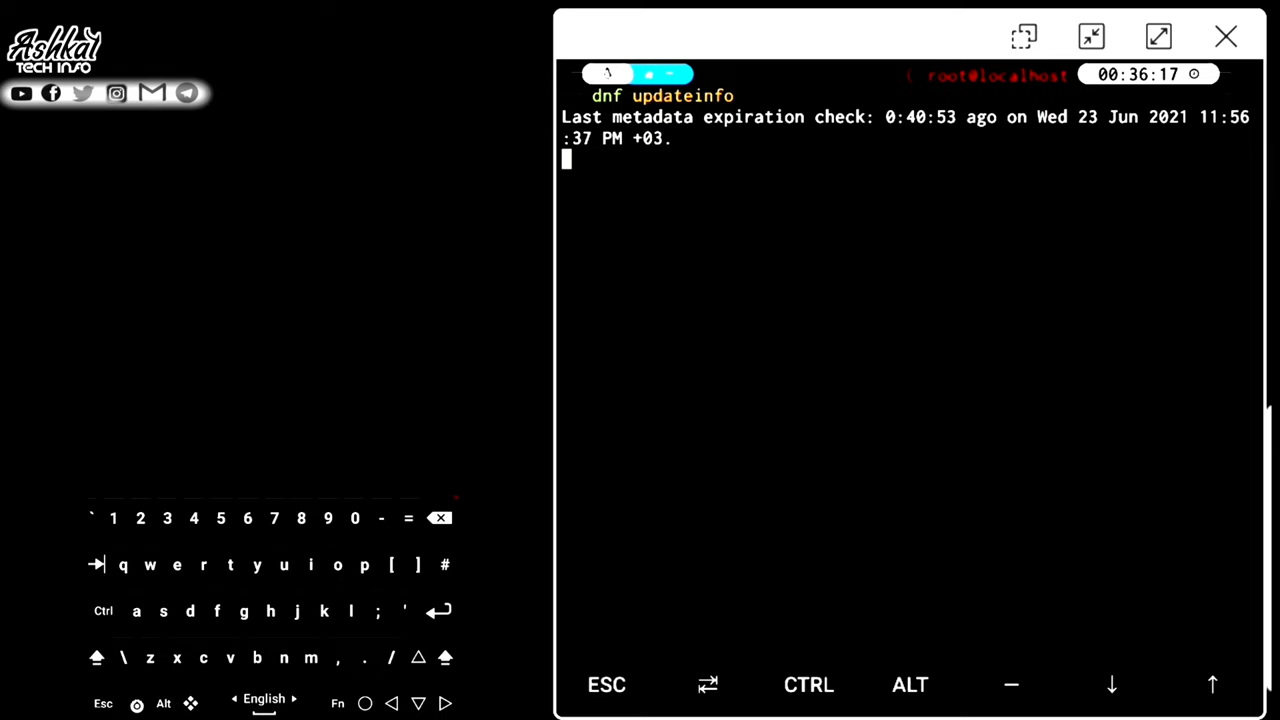 Ashkal
TECH INFO
root@localhost
00:36:17
dnf updateinfo
Last metadata expiration check: 0:40:53 ago on Wed 23 Jun 2021 11:56
:37 PM +03.
` 1 2 3 4 5 6 7 8 9 0 - =
q w e r t y u i o p [ ] #
Ctrl a s d f g h j k l ; '
\ z x c v b n m , . /
Esc Alt English Fn
ESC CTRL ALT —